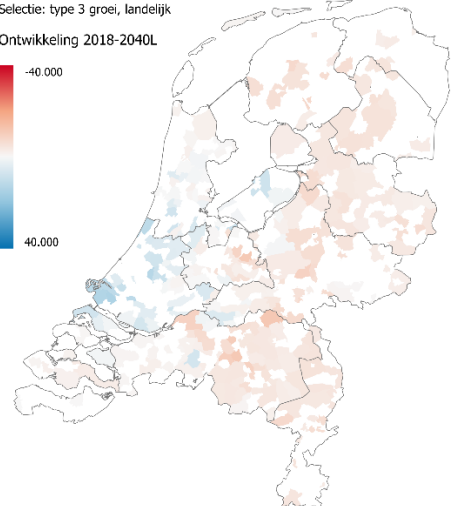 Selectie: type 3 groei, landelijk
Ontwikkeling 2018-2040L
-40.000
40.000